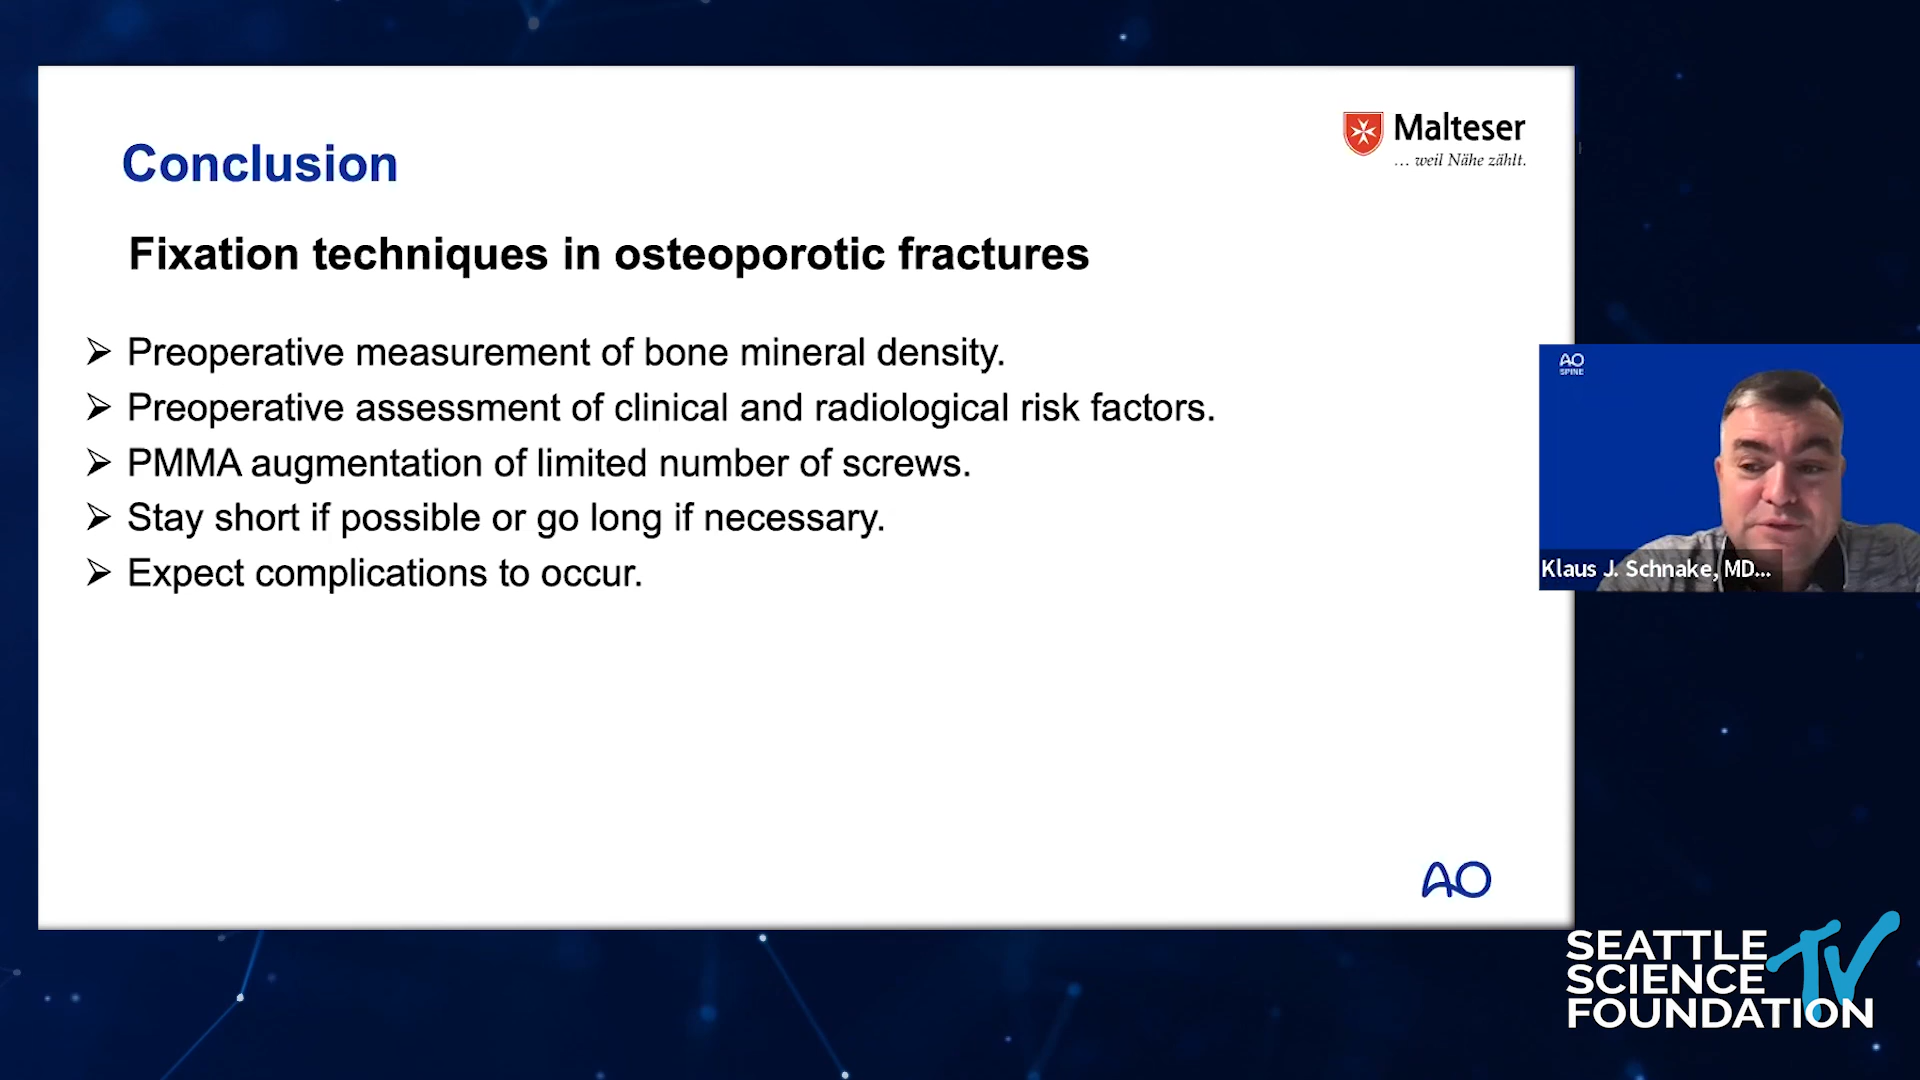 Malteser
... weil Nähe zählt.
Conclusion
Fixation techniques in osteoporotic fractures
➢ Preoperative measurement of bone mineral density.
➢ Preoperative assessment of clinical and radiological risk factors.
➢ PMMA augmentation of limited number of screws.
➢ Stay short if possible or go long if necessary.
➢ Expect complications to occur.
AO
SPINE
Klaus J. Schnake, MD...
AO
SEATTLE
SCIENCE
FOUNDATION
TV